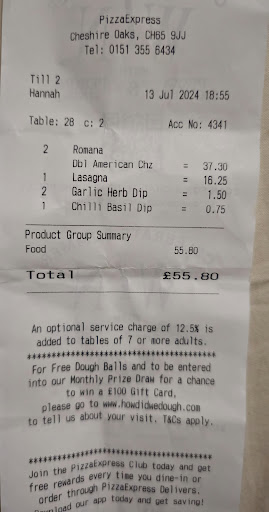 PizzaExpress
Cheshire Oaks, CH65 9JJ
Tel: 0151 355 8434
Till 2
Hannah 13 Jul 2024 18:55
Table: 28 c: 2 Acc No: 4341
2 Romana
Dbl American Chz = 37.30
1 Lasagna = 16.25
2 Garlic Herb Dip = 1.50
1 Chilli Basil Dip = 0.75
Product Group Summary
Food 55.80
Total £55.80
An optional service charge of 12.5% is
added to tables of 7 or more adults.
****************************************
For Free Dough Balls and to be entered
into our Monthly Prize Draw for a chance
to win a £100 Gift Card,
please go to www.howdidwedough.com
to tell us about your visit. T&Cs apply.
****************************************
Join the PizzaExpress Club today and get
free rewards every time you dine-in or
order through PizzaExpress Delivers.
Download our app today and get saving!